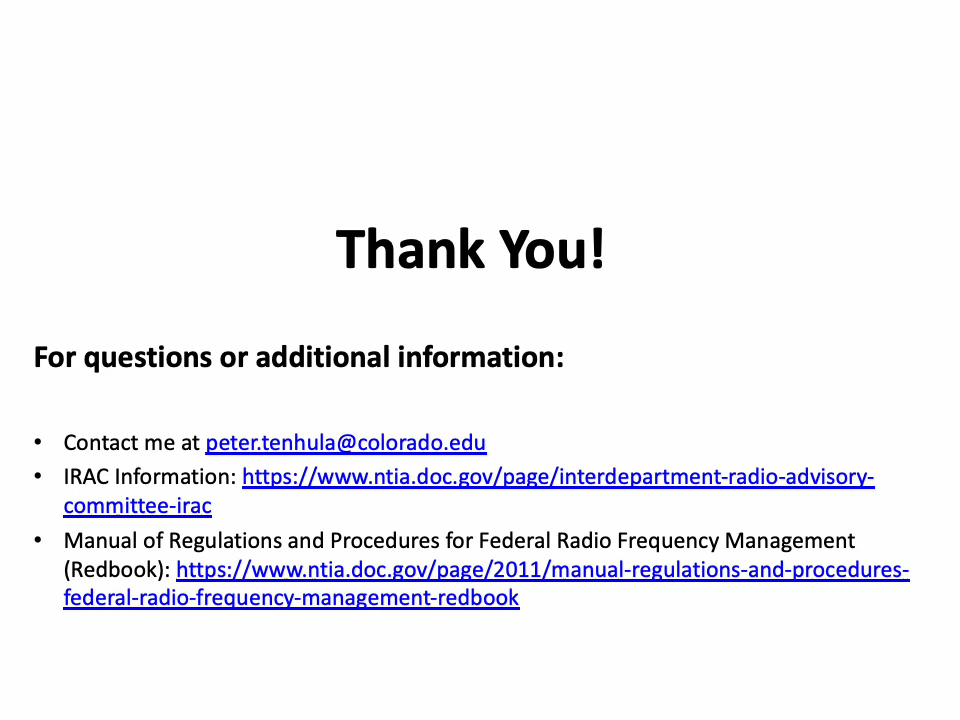 Thank You!
For questions or additional information:
• Contact me at peter.tenhula@colorado.edu
• IRAC Information: https://www.ntia.doc.gov/page/interdepartment-radio-advisory-
committee-irac
• Manual of Regulations and Procedures for Federal Radio Frequency Management
(Redbook): https://www.ntia.doc.gov/page/2011/manual-regulations-and-procedures-
federal-radio-frequency-management-redbook